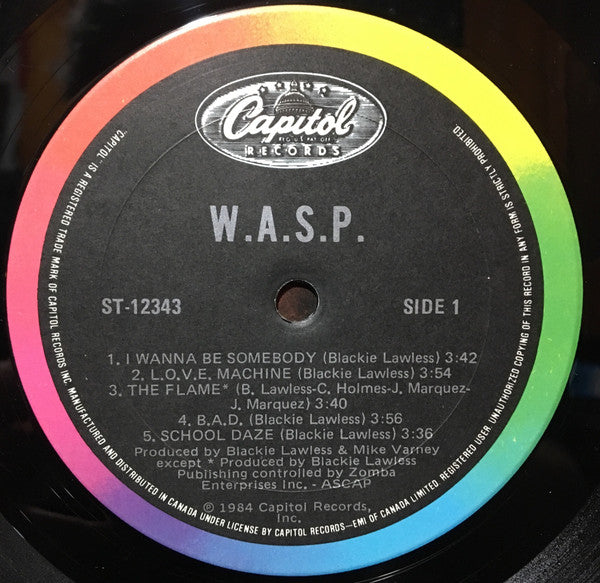 Capitol
REG. U.S. PAT. OFF.
RECORDS
W.A.S.P.
ST-12343
SIDE 1
1. I WANNA BE SOMEBODY (Blackie Lawless) 3:42
2. L.O.V.E. MACHINE (Blackie Lawless) 3:54
3. THE FLAME* (B. Lawless-C. Holmes-J. Marquez-
J. Marquez) 3:40
4. B.A.D. (Blackie Lawless) 3:56
5. SCHOOL DAZE (Blackie Lawless) 3:36
Produced by Blackie Lawless & Mike Varney
except * Produced by Blackie Lawless
Publishing controlled by Zomba
Enterprises Inc. - ASCAP
© 1984 Capitol Records,
Inc.
"CAPITOL" IS A REGISTERED TRADE MARK OF CAPITOL RECORDS INC. MANUFACTURED AND DISTRIBUTED IN CANADA UNDER LICENSE BY CAPITOL RECORDS—EMI OF CANADA LIMITED REGISTERED USER. UNAUTHORIZED COPYING OF THIS RECORD IN ANY FORM IS STRICTLY PROHIBITED.